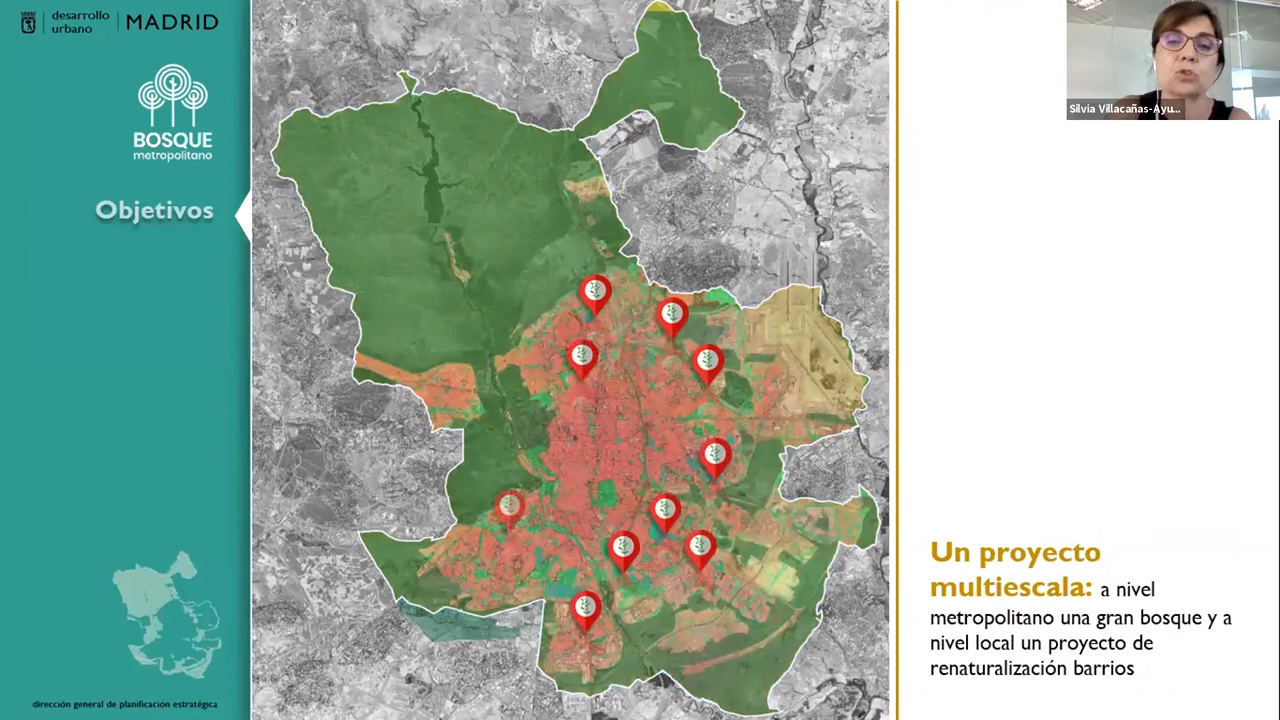 desarrollo
urbano
MADRID
BOSQUE
metropolitano
Objetivos
dirección general de planificación estratégica
Silvia Villacañas-Ayu...
Un proyecto
multiescala: a nivel
metropolitano una gran bosque y a
nivel local un proyecto de
renaturalización barrios